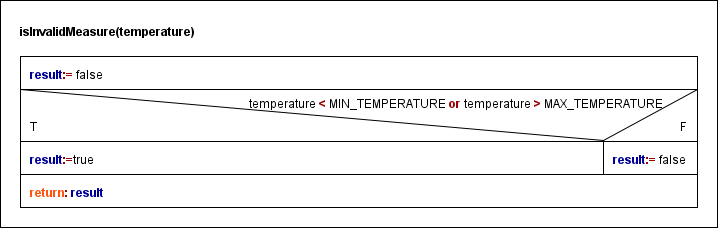 isInvalidMeasure(temperature)
result:= false
temperature < MIN_TEMPERATURE or temperature > MAX_TEMPERATURE
T F
result:=true result:= false
return: result